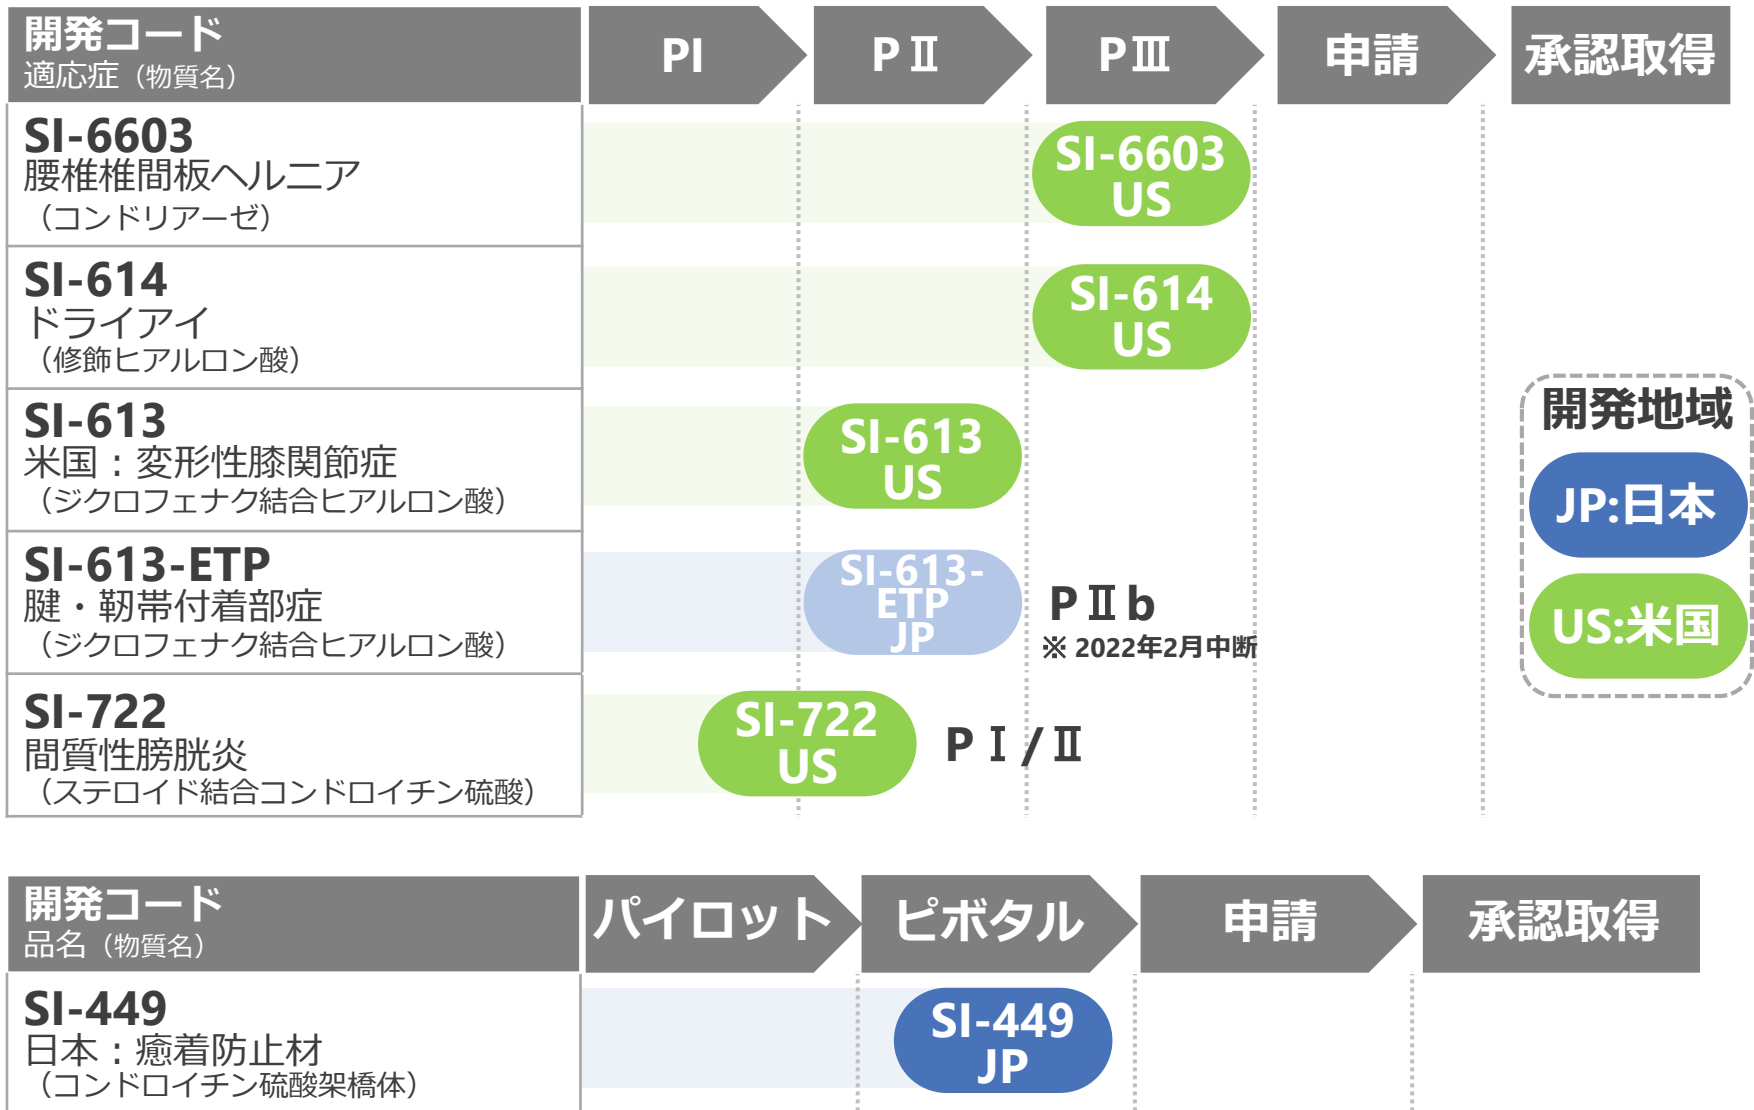 開発コード
適応症（物質名）
PⅠ
PⅡ
PⅢ
申請
承認取得
SI-6603
腰椎椎間板ヘルニア
（コンドリアーゼ）
SI-6603
US
SI-614
ドライアイ
（修飾ヒアルロン酸）
SI-614
US
SI-613
米国：変形性膝関節症
（ジクロフェナク結合ヒアルロン酸）
SI-613
US
SI-613-ETP
腱・靭帯付着部症
（ジクロフェナク結合ヒアルロン酸）
SI-613-
ETP
JP
PⅡb
※ 2022年2月中断
SI-722
間質性膀胱炎
（ステロイド結合コンドロイチン硫酸）
SI-722
US
PⅠ/Ⅱ
開発地域
JP:日本
US:米国
開発コード
品名（物質名）
パイロット
ピボタル
申請
承認取得
SI-449
日本：癒着防止材
（コンドロイチン硫酸架橋体）
SI-449
JP